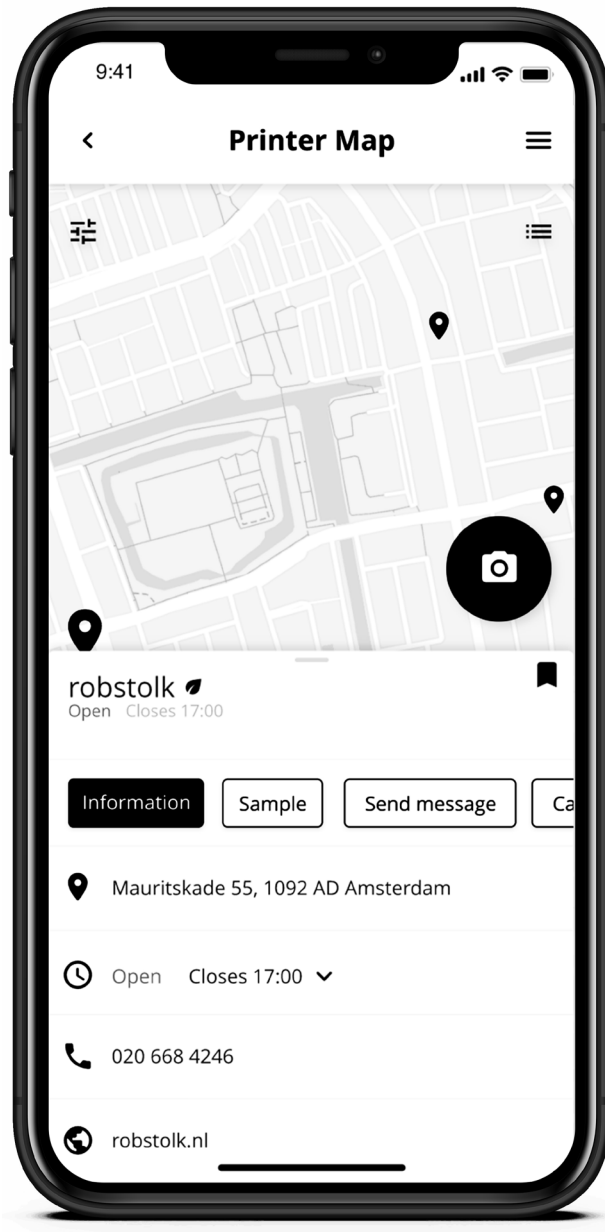 9:41
Printer Map
robstolk
Open Closes 17:00
Information Sample Send message Ca
Mauritskade 55, 1092 AD Amsterdam
Open Closes 17:00
020 668 4246
robstolk.nl